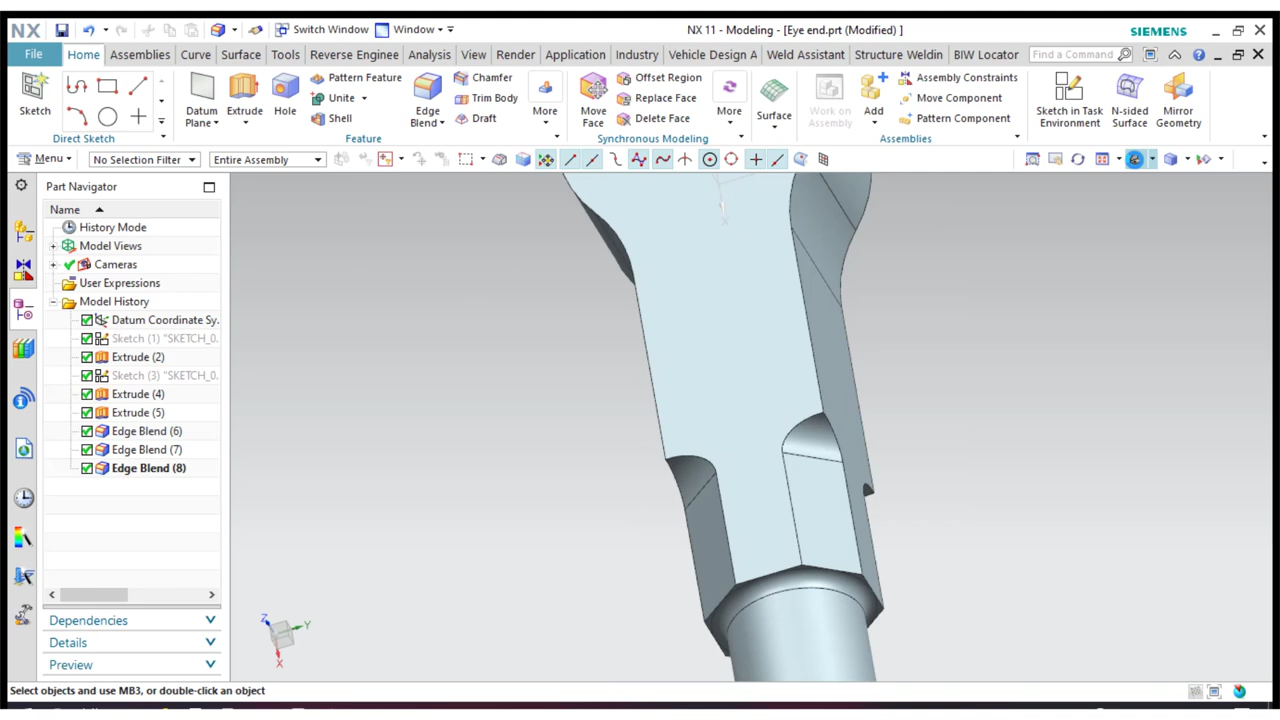 NX Switch Window Window NX 11 - Modeling - [Eye end.prt (Modified) ] SIEMENS
File Home Assemblies Curve Surface Tools Reverse Enginee Analysis View Render Application Industry Vehicle Design A Weld Assistant Structure Weldin BIW Locator Find a Command
Pattern Feature Chamfer Offset Region Assembly Constraints
Unite Trim Body Replace Face Move Component
Shell Draft Delete Face Pattern Component
Sketch Datum Plane Extrude Hole Edge Blend More Move Face More Surface Work on Assembly Add Sketch in Task Environment N-sided Surface Mirror Geometry
Direct Sketch Feature Synchronous Modeling Assemblies
Menu No Selection Filter Entire Assembly
Part Navigator
Name
History Mode
Model Views
Cameras
User Expressions
Model History
Datum Coordinate Sy.
Sketch (1) "SKETCH_0.
Extrude (2)
Sketch (3) "SKETCH_0.
Extrude (4)
Extrude (5)
Edge Blend (6)
Edge Blend (7)
Edge Blend (8)
Dependencies
Details
Preview
X
Z
Y
X
Select objects and use MB3, or double-click an object